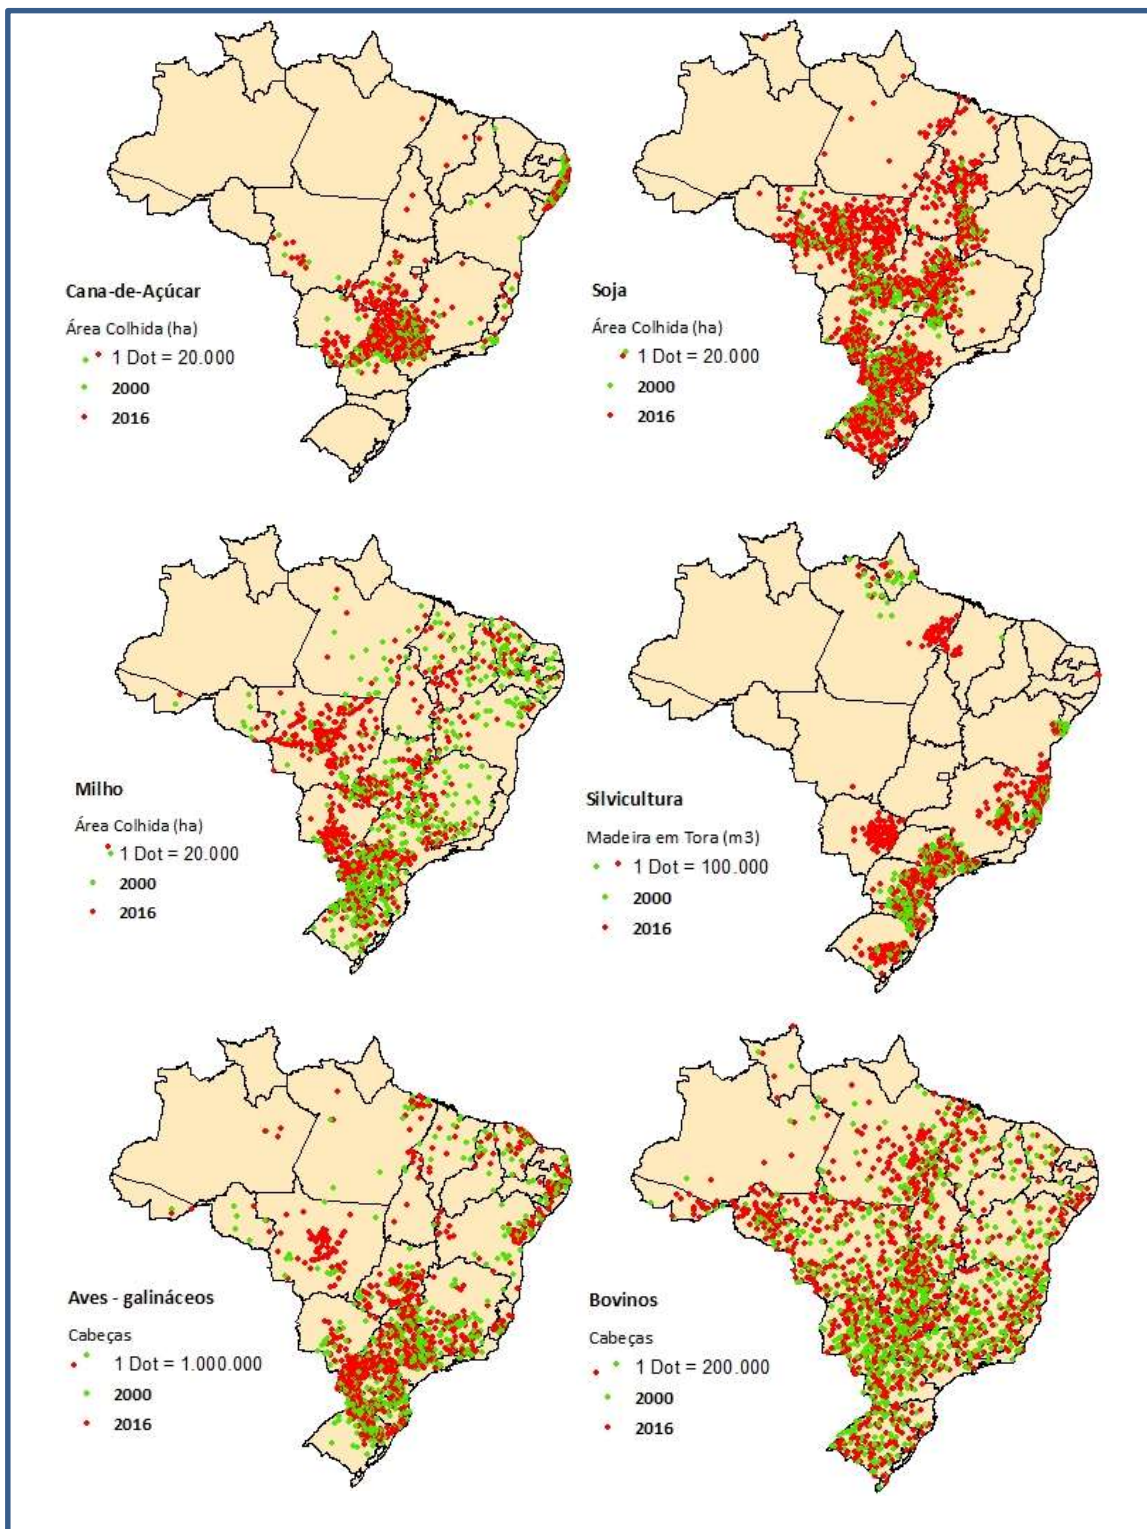 Cana-de-Açúcar
Área Colhida (ha)
1 Dot = 20.000
2000
2016
Soja
Área Colhida (ha)
1 Dot = 20.000
2000
2016
Milho
Área Colhida (ha)
1 Dot = 20.000
2000
2016
Silvicultura
Madeira em Tora (m3)
1 Dot = 100.000
2000
2016
Aves - galináceos
Cabeças
1 Dot = 1.000.000
2000
2016
Bovinos
Cabeças
1 Dot = 200.000
2000
2016